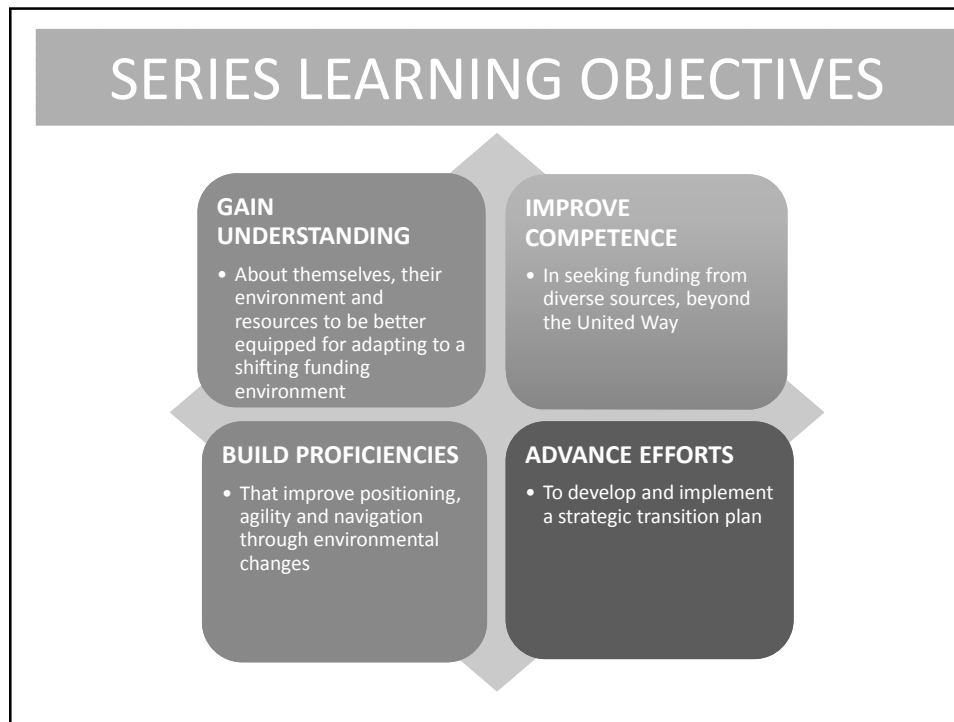 SERIES LEARNING OBJECTIVES
GAIN
UNDERSTANDING
• About themselves, their
environment and
resources to be better
equipped for adapting to a
shifting funding
environment
IMPROVE
COMPETENCE
• In seeking funding from
diverse sources, beyond
the United Way
BUILD PROFICIENCIES
• That improve positioning,
agility and navigation
through environmental
changes
ADVANCE EFFORTS
• To develop and implement
a strategic transition plan